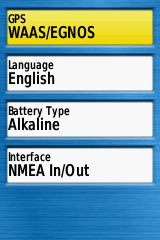 GPS
WAAS/EGNOS
Language
English
Battery Type
Alkaline
Interface
NMEA In/Out